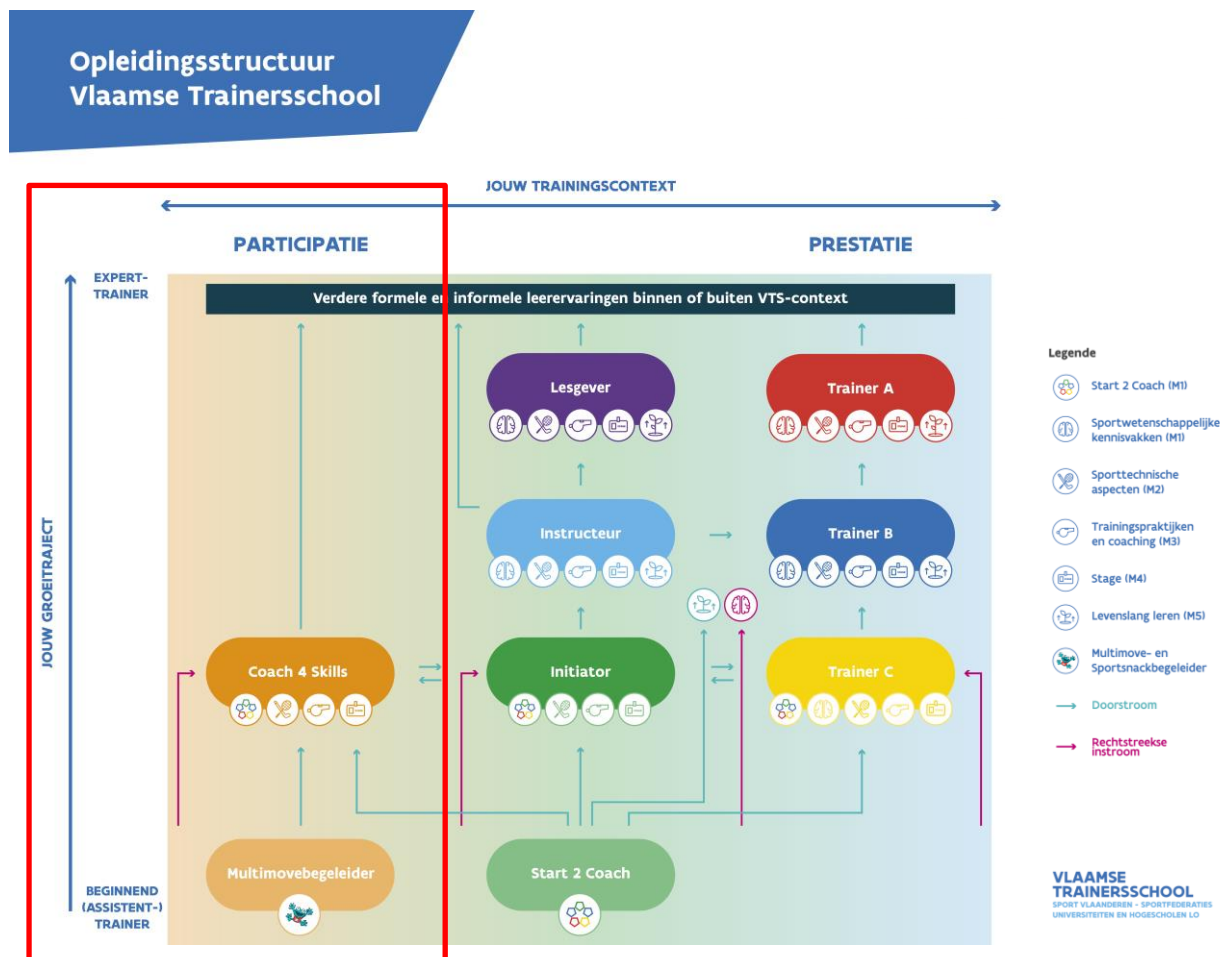 Opleidingsstructuur
Vlaamse Trainersschool
JOUW TRAININGSCONTEXT
PARTICIPATIE
PRESTATIE
EXPERT-
TRAINER
Verdere formele en informele leerervaringen binnen of buiten VTS-context
Lesgever
Trainer A
Instructeur
Trainer B
JOUW GROEITRAJECT
Coach 4 Skills
Initiator
Trainer C
Multimovebegeleider
Start 2 Coach
BEGINNEND
(ASSISTENT-)
TRAINER
Legende
Start 2 Coach (M1)
Sportwetenschappelijke
kennisvakken (M1)
Sporttechnische
aspecten (M2)
Trainingspraktijken
en coaching (M3)
Stage (M4)
Levenslang leren (M5)
Multimove- en
Sportsnackbegeleider
Doorstroom
Rechtstreekse
instroom
VLAAMSE
TRAINERSSCHOOL
SPORT VLAANDEREN - SPORTFEDERATIES
UNIVERSITEITEN EN HOGESCHOLEN LO